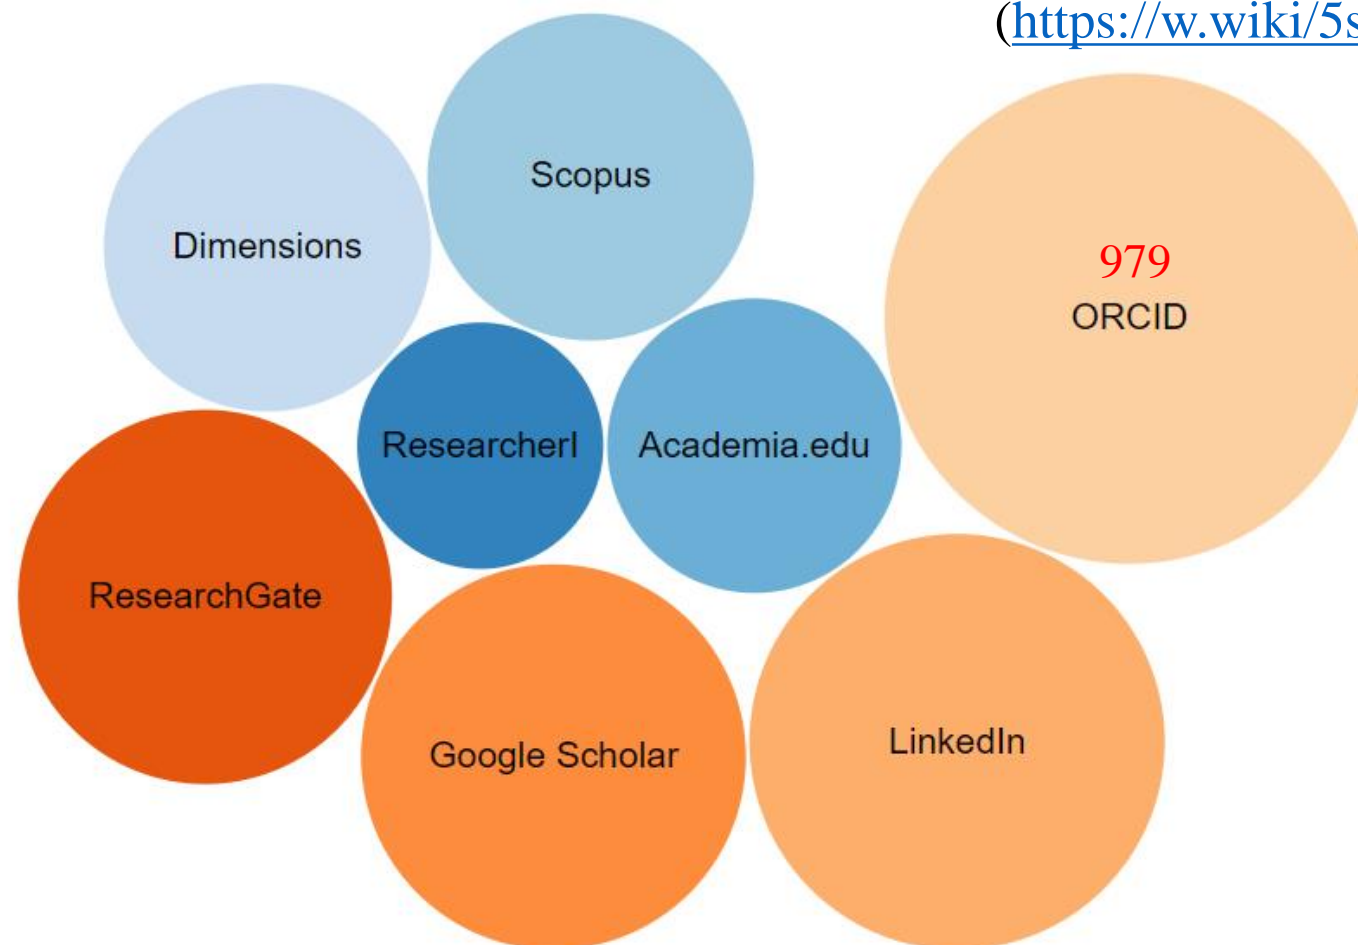 (https://w.wiki/5s
Scopus
Dimensions
979
ORCID
ResearcherI
Academia.edu
ResearchGate
LinkedIn
Google Scholar